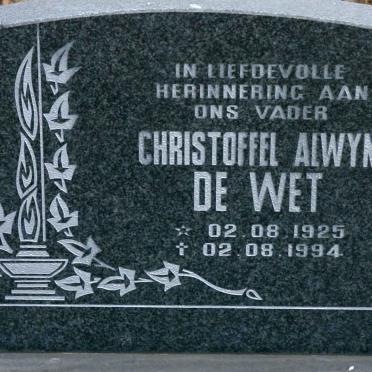 IN LIEFDEVOLLE
HERINNERING AAN
ONS VADER
CHRISTOFFEL ALWYN
DE WET
☆ 02.08.1925
✝ 02.08.1994